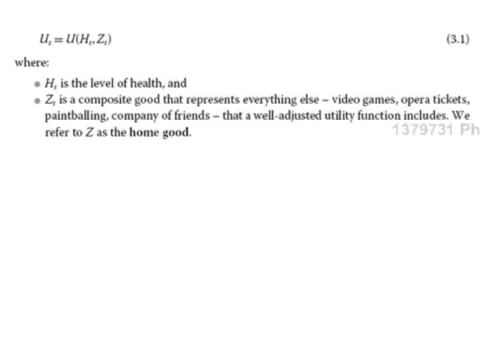 Uₜ = U(Hₜ, Zₜ) (3.1)
where:
● Hₜ is the level of health, and
● Zₜ is a composite good that represents everything else – video games, opera tickets,
paintballing, company of friends – that a well-adjusted utility function includes. We
refer to Z as the home good.
1379731 Ph